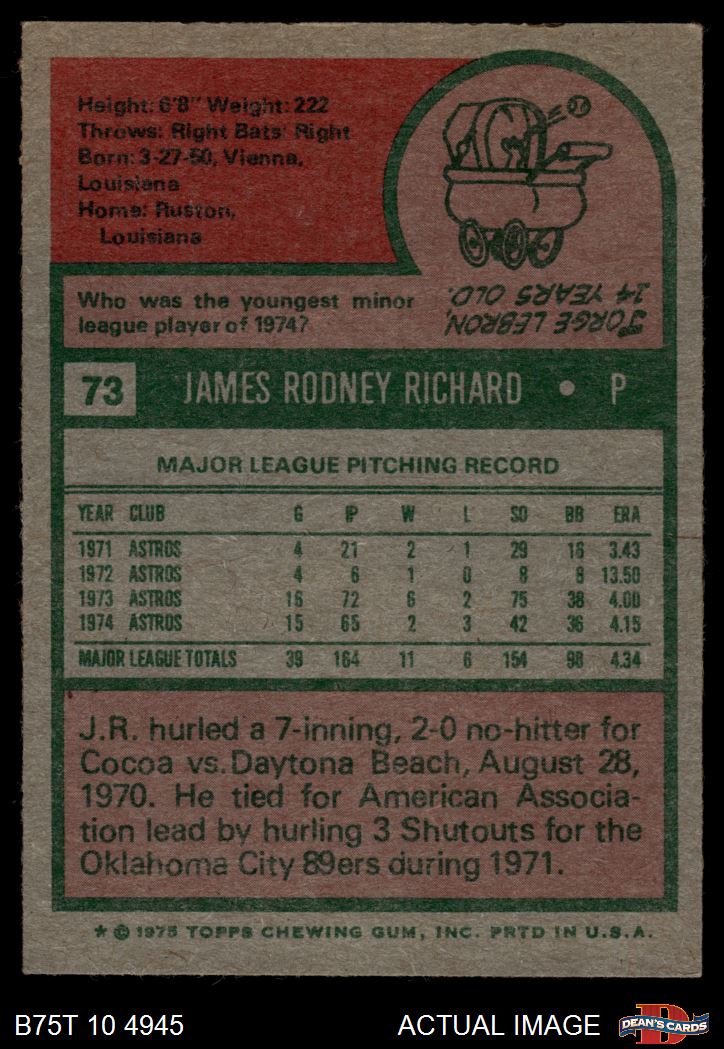 Height: 6'8" Weight: 222
Throws: Right Bats: Right
Born: 3-27-50, Vienna,
Louisiana
Home: Ruston,
Louisiana
Who was the youngest minor
league player of 1974?
JORGE LEBRON,
14 YEARS OLD.
73 JAMES RODNEY RICHARD • P
MAJOR LEAGUE PITCHING RECORD
YEAR CLUB G IP W L SO BB ERA
1971 ASTROS 4 21 2 1 29 16 3.43
1972 ASTROS 4 6 1 0 8 8 13.50
1973 ASTROS 16 72 6 2 75 38 4.00
1974 ASTROS 15 65 2 3 42 36 4.15
MAJOR LEAGUE TOTALS 39 164 11 6 154 98 4.34
J.R. hurled a 7-inning, 2-0 no-hitter for
Cocoa vs. Daytona Beach, August 28,
1970. He tied for American Associa-
tion lead by hurling 3 Shutouts for the
Oklahoma City 89ers during 1971.
* © 1975 TOPPS CHEWING GUM, INC. PRTD IN U.S.A.
B75T 10 4945 ACTUAL IMAGE
D
DEAN'S CARDS